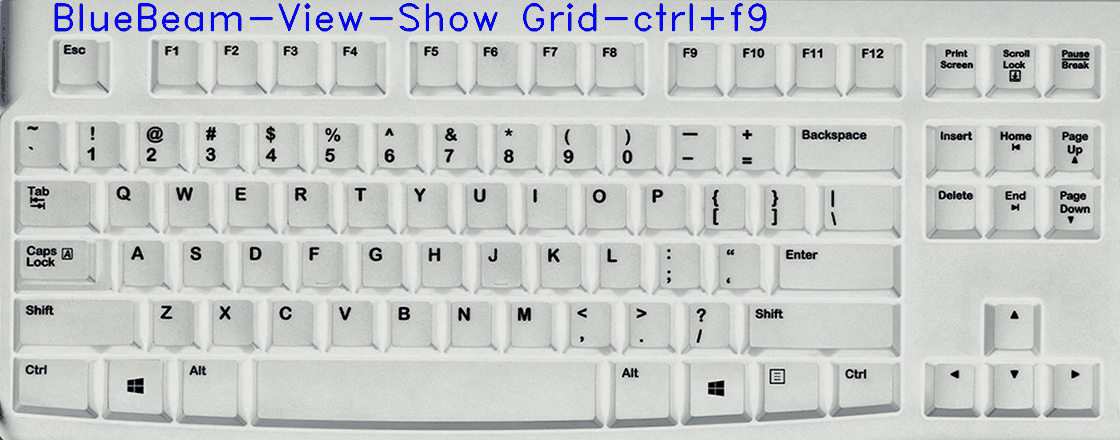 BlueBeam-View-Show Grid-ctrl+f9
Esc F1 F2 F3 F4 F5 F6 F7 F8 F9 F10 F11 F12 Print Screen Scroll Lock Pause Break
~ ` ! 1 @ 2 # 3 $ 4 % 5 ^ 6 & 7 * 8 ( 9 ) 0 — – + = Backspace Insert Home Page Up
Tab Q W E R T Y U I O P { [ } ] | \ Delete End Page Down
Caps Lock A S D F G H J K L : ; “ ‘ Enter
Shift Z X C V B N M < , > . ? / Shift
Ctrl Alt Alt Ctrl